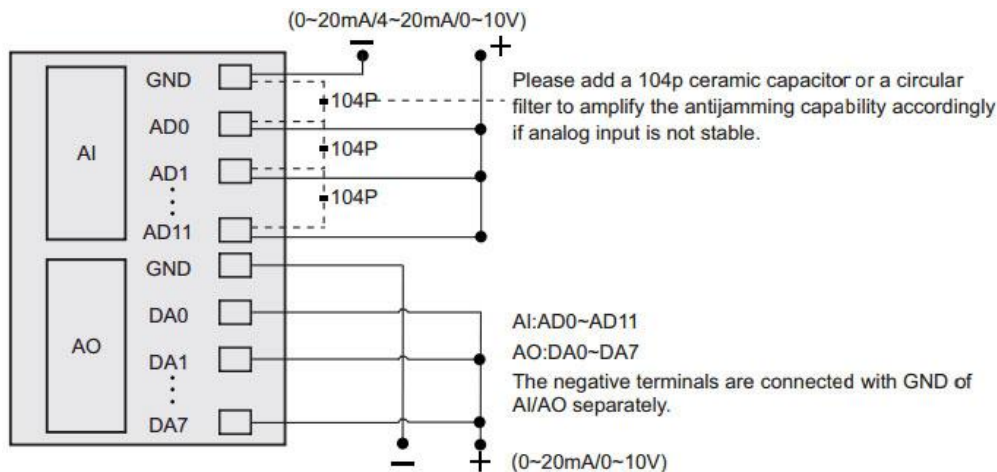 (0~20mA/4~20mA/0~10V)
− +
GND
104P
Please add a 104p ceramic capacitor or a circular
filter to amplify the antijamming capability accordingly
if analog input is not stable.
AD0
AI
104P
AD1
104P
AD11
GND
DA0
AI:AD0~AD11
AO
AO:DA0~DA7
DA1
The negative terminals are connected with GND of
AI/AO separately.
DA7
− +
(0~20mA/0~10V)